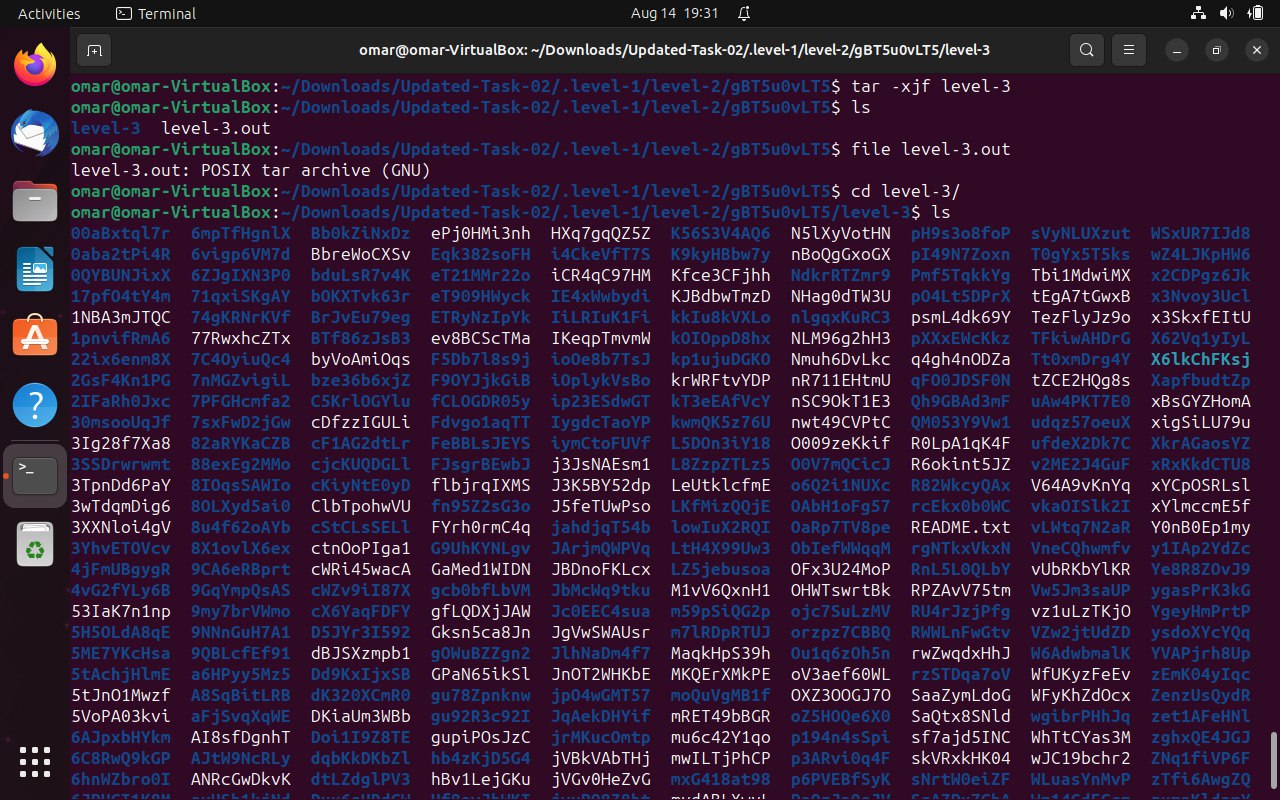 Activities Terminal Aug 14 19:31
omar@omar-VirtualBox: ~/Downloads/Updated-Task-02/.level-1/level-2/gBT5u0vLT5/level-3
omar@omar-VirtualBox:~/Downloads/Updated-Task-02/.level-1/level-2/gBT5u0vLT5$ tar -xjf level-3
omar@omar-VirtualBox:~/Downloads/Updated-Task-02/.level-1/level-2/gBT5u0vLT5$ ls
level-3 level-3.out
omar@omar-VirtualBox:~/Downloads/Updated-Task-02/.level-1/level-2/gBT5u0vLT5$ file level-3.out
level-3.out: POSIX tar archive (GNU)
omar@omar-VirtualBox:~/Downloads/Updated-Task-02/.level-1/level-2/gBT5u0vLT5$ cd level-3/
omar@omar-VirtualBox:~/Downloads/Updated-Task-02/.level-1/level-2/gBT5u0vLT5/level-3$ ls
00aBxtql7r 6mpTfHgnlX Bb0kZiNxDz ePj0HMi3nh HXq7gqQZ5Z K56S3V4AQ6 N5lXyVotHN pH9s3o8foP sVyNLUXzut WSxUR7IJd8
0aba2tPi4R 6vigp6VM7d BbreWoCXSv Eqk382soFH i4CkeVfT7S K9kyHBbw7y nBoQgGxoGX pI49N7Zoxn T0gYx5T5ks wZ4LJKpHW6
0QYBUNJixX 6ZJgIXN3P0 bduLsR7v4K eT21MMr22o iCR4qC97HM Kfce3CFjhh NdkrRTZmr9 Pmf5TqkkYg Tbi1MdwiMX x2CDPgz6Jk
17pfO4tY4m 71qxiSKgAY bOKXTvk63r eT909HWyck IE4xWwbydi KJBdbwTmzD NHag0dTW3U pO4Lt5DPrX tEgA7tGwxB x3Nvoy3Ucl
1NBA3mJTQC 74gKRNrKVf BrJvEu79eg ETRyNzIpYk IiLRIuK1Fi kkIu8kVXLo nlgqxKuRC3 psmL4dk69Y TezFlyJz9o x3SkxfEItU
1pnvifRmA6 77RwxhcZTx BTf86zJsB3 ev8BCScTMa IKeqpTmvmW kOIOpp0Lhx NLM96g2hH3 pXXxEWcKkz TFkiwAHDrG X62Vq1yIyL
22ix6enm8X 7C4OyiuQc4 byVoAmiOqs F5Db7l8s9j ioOe8b7TsJ kp1ujuDGKO Nmuh6DvLkc q4gh4nODZa Tt0xmDrg4Y X6lkChFKsj
2GsF4Kn1PG 7nMGZvigiL bze36b6xjZ F9OYJjkGiB iOplykVsBo krWRFtvYDP nR711EHtmU qFO0JDSF0N tZCE2HQg8s XapfbudtZp
2IFaRh0Jxc 7PFGHcmfa2 C5KrlOGYlu fCLOGDR05y ip23ESdwGT kT3eEAfVcY nSC9OkT1E3 Qh9GBAd3mF uAw4PKT7E0 xBsGYZHomA
30msooUqJf 7sxFwD2jGw cDfzzIGULi Fdvgo1aqTT IygdcTaoYP kwmQK5z76U nwt49CVPtC QM053Y9Vw1 udqz57oeuX xigSiLU79u
3Ig28f7Xa8 82aRYKaCZB cF1AG2dtLr FeBBLsJEYS iymCtoFUVf L5DOn3iY18 O009zeKkif R0LpA1qK4F ufdeX2Dk7C XkrAGaosYZ
3SSDrwrwmt 88exEg2MMo cjcKUQDGLl FJsgrBEwbJ j3JsNAEsm1 L8ZzpZTLz5 O0V7mQCicJ R6okint5JZ v2ME2J4GuF xRxKkdCTU8
3TpnDd6PaY 8IOqsSAWIo cKiyNtE0yD flbjrqIXMS J3K5BY52dp LeUtklcfmE o6Q2i1NUXc R82WkcyQAx V64A9vKnYq xYCpOSRLsl
3wTdqmDig6 8OLXyd5ai0 ClbTpohwVU fn95Z2sG3o J5feTUwPso LKfMizQQjE OAbH1oFg57 rcEkn0b0WC vkaOISlk2I xYlmccmE5f
3XXNloi4gV 8u4f62oAYb cStCLsSELl FYrh0rmC4q jahdjqT54b lowIuX2RQI OaRp7TV8pe README.txt vLWtq7N2aR Y0nB0Ep1my
3YhvETOVcv 8X1ovlX6ex ctnOoPIga1 G9UhKYNLgv JArjmQWPVq LtH4X99Uw3 ObIefWWqqM rgNTkxVkxN VneCQhwmfv y1IAp2YdZc
4jFmUBgygR 9CA6eRBprt cWRi45wacA GaMed1WIDN JBDnoFKLcx LZ5jebusoa OFx3U24MoP RnL5L0QLbY vUbRKbYlKR Ye8R8ZOvJ9
4vG2fYLy6B 9GqYmpQsAS cWZv9iI87X gcb0bfLbVM JbMcWq9tku M1vV6QxnH1 OHWTswrtBk RPZAvV75tm Vw5Jm3saUP ygasPrK3kG
53IaK7n1np 9my7brVWmo cX6YaqFDFY gfLQDXjJAW Jc0EEC4sua m59pSiQG2p ojc7SuLzMV RU4rJzjPfg vz1uLzTKjO YgeyHmPrtP
5H5OLdA8qE 9NNnGuH7A1 D5JYr3I592 Gksn5ca8Jn JgVwSWAUsr m7lRDpRTUJ orzpz7CBBQ RWWLnFwGtv VZw2jtUdZD ysdoXYcYQq
5ME7YKcHsa 9QBLcfEf91 dBJSXzmpb1 gOWuBZZgn2 JlhNaDm4f7 MaqkHpS39h Ou1q6zOh5n rwZwqdxHhJ W6AdwbmalK YVAPjrh8Up
5tAchjHlmE a6HPyy5Mz5 Dd9KxIjxSB GPaN65ikSl JnOT2WHKbE MKQErXMkPE oV3aef60WL rzSTDqa7oV WfUKyzFeEv zEmK04yIqc
5tJnO1Mwzf A8SqBitLRB dK320XCmR0 gu78Zpnknw jpO4wGMT57 moQuVgMB1f OXZ3OOGJ7O SaaZymLdoG WFyKhZdOcx ZenzUsQydR
5VoPA03kvi aFjSvqXqWE DKiaUm3WBb gu92R3c92I JqAekDHYif mRET49bBGR oZ5HOQe6X0 SaQtx8SNld wgibrPHhJq zet1AFeHNl
6AJpxbHYkm AI8sfDgnhT Doi1I9Z8TE gupiPOsJzC jrMKucOmtp mu6c42Y1qo p194n4sSpi sf7ajd5INC WhTtCYas3M zghxQE4JGJ
6C8RwQ9kGP AJtW9NcRLy dqbKkDKbZl hb4zKjD5G4 jVBkVAbTHj mwILTjPhCP p3ARvi0q4F skVRxkHK04 wJC19bchr2 ZNq1fiVP6F
6hnWZbro0I ANRcGwDkvK dtLZdglPV3 hBv1LejGKu jVGv0HeZvG mxG418at98 p6PVEBfSyK sNrtW0eiZF WLuasYnMvP zTfi6AwgZQ